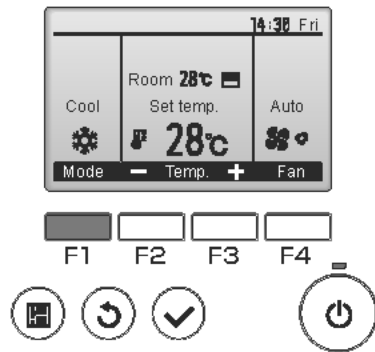 14:30 Fri
Room 28°C
Cool Set temp. Auto
28°C
Mode − Temp. + Fan
F1 F2 F3 F4